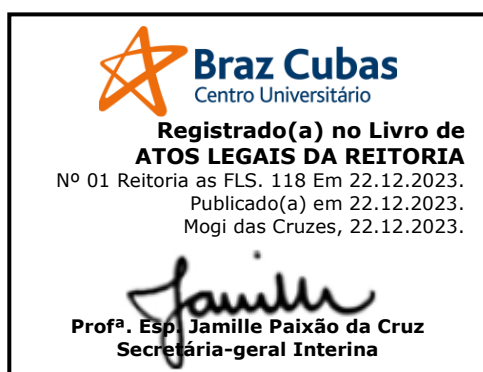 Braz Cubas
Centro Universitário
Registrado(a) no Livro de
ATOS LEGAIS DA REITORIA
Nº 01 Reitoria as FLS. 118 Em 22.12.2023.
Publicado(a) em 22.12.2023.
Mogi das Cruzes, 22.12.2023.
Jamille
Profª. Esp. Jamille Paixão da Cruz
Secretária-geral Interina